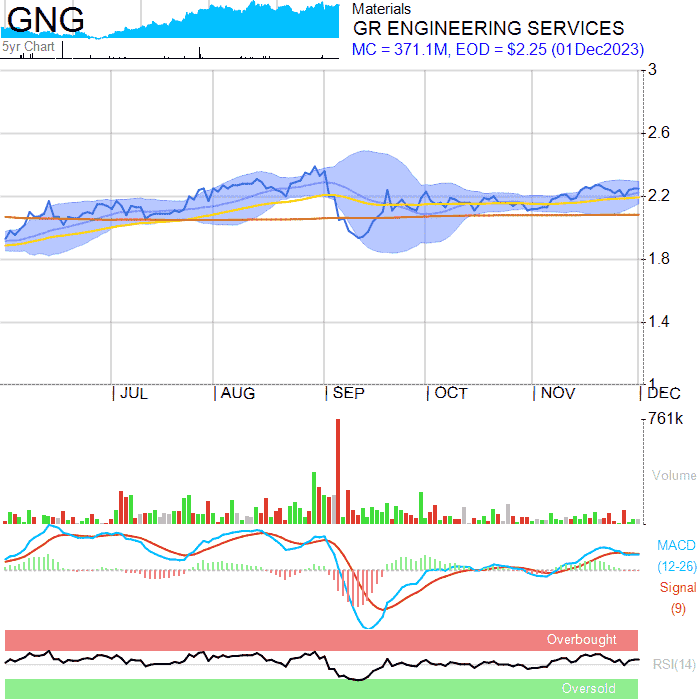 GNG
5yr Chart
Materials
GR ENGINEERING SERVICES
MC = 371.1M, EOD = $2.25 (01Dec2023)
3
2.6
2.2
1.8
1.4
1
JUL AUG SEP OCT NOV DEC
761k
Volume
MACD
(12-26)
Signal
(9)
Overbought
RSI(14)
Oversold